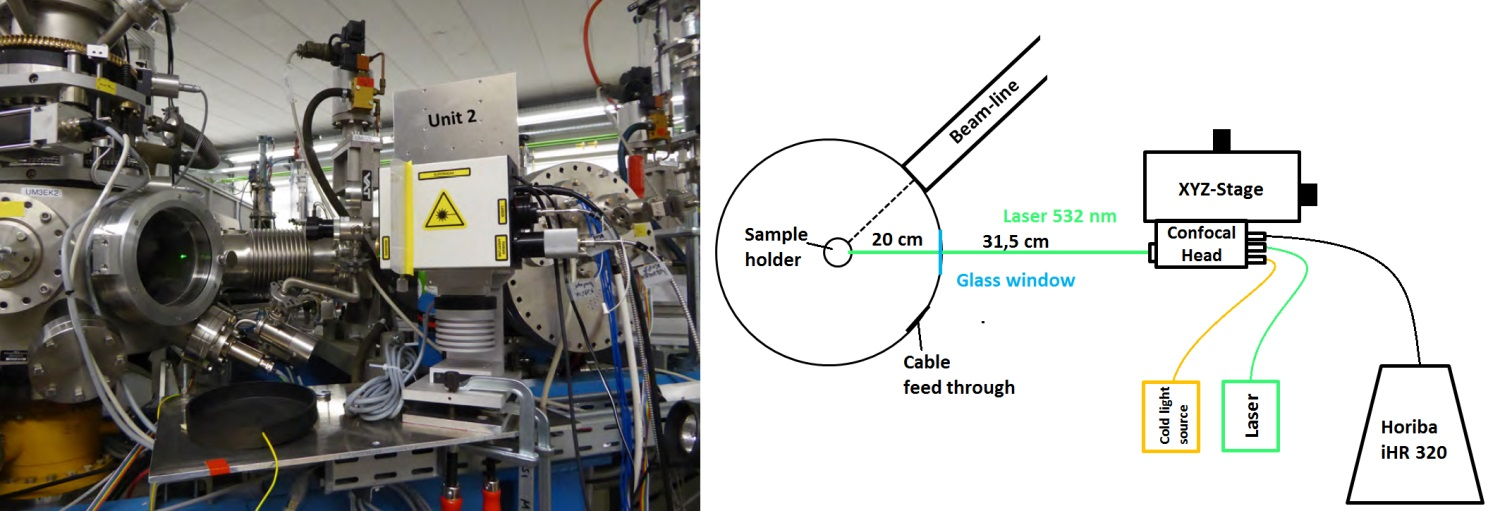 Unit 2
UM3EK2
VAT
Beam-line
XYZ-Stage
Laser 532 nm
Sample
holder
20 cm
31,5 cm
Confocal
Head
Glass window
Cable
feed through
Cold light
source
Laser
Horiba
iHR 320